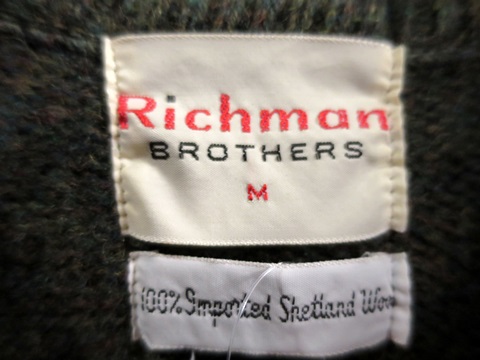 Richman
BROTHERS
M
100% Imported Shetland Wool